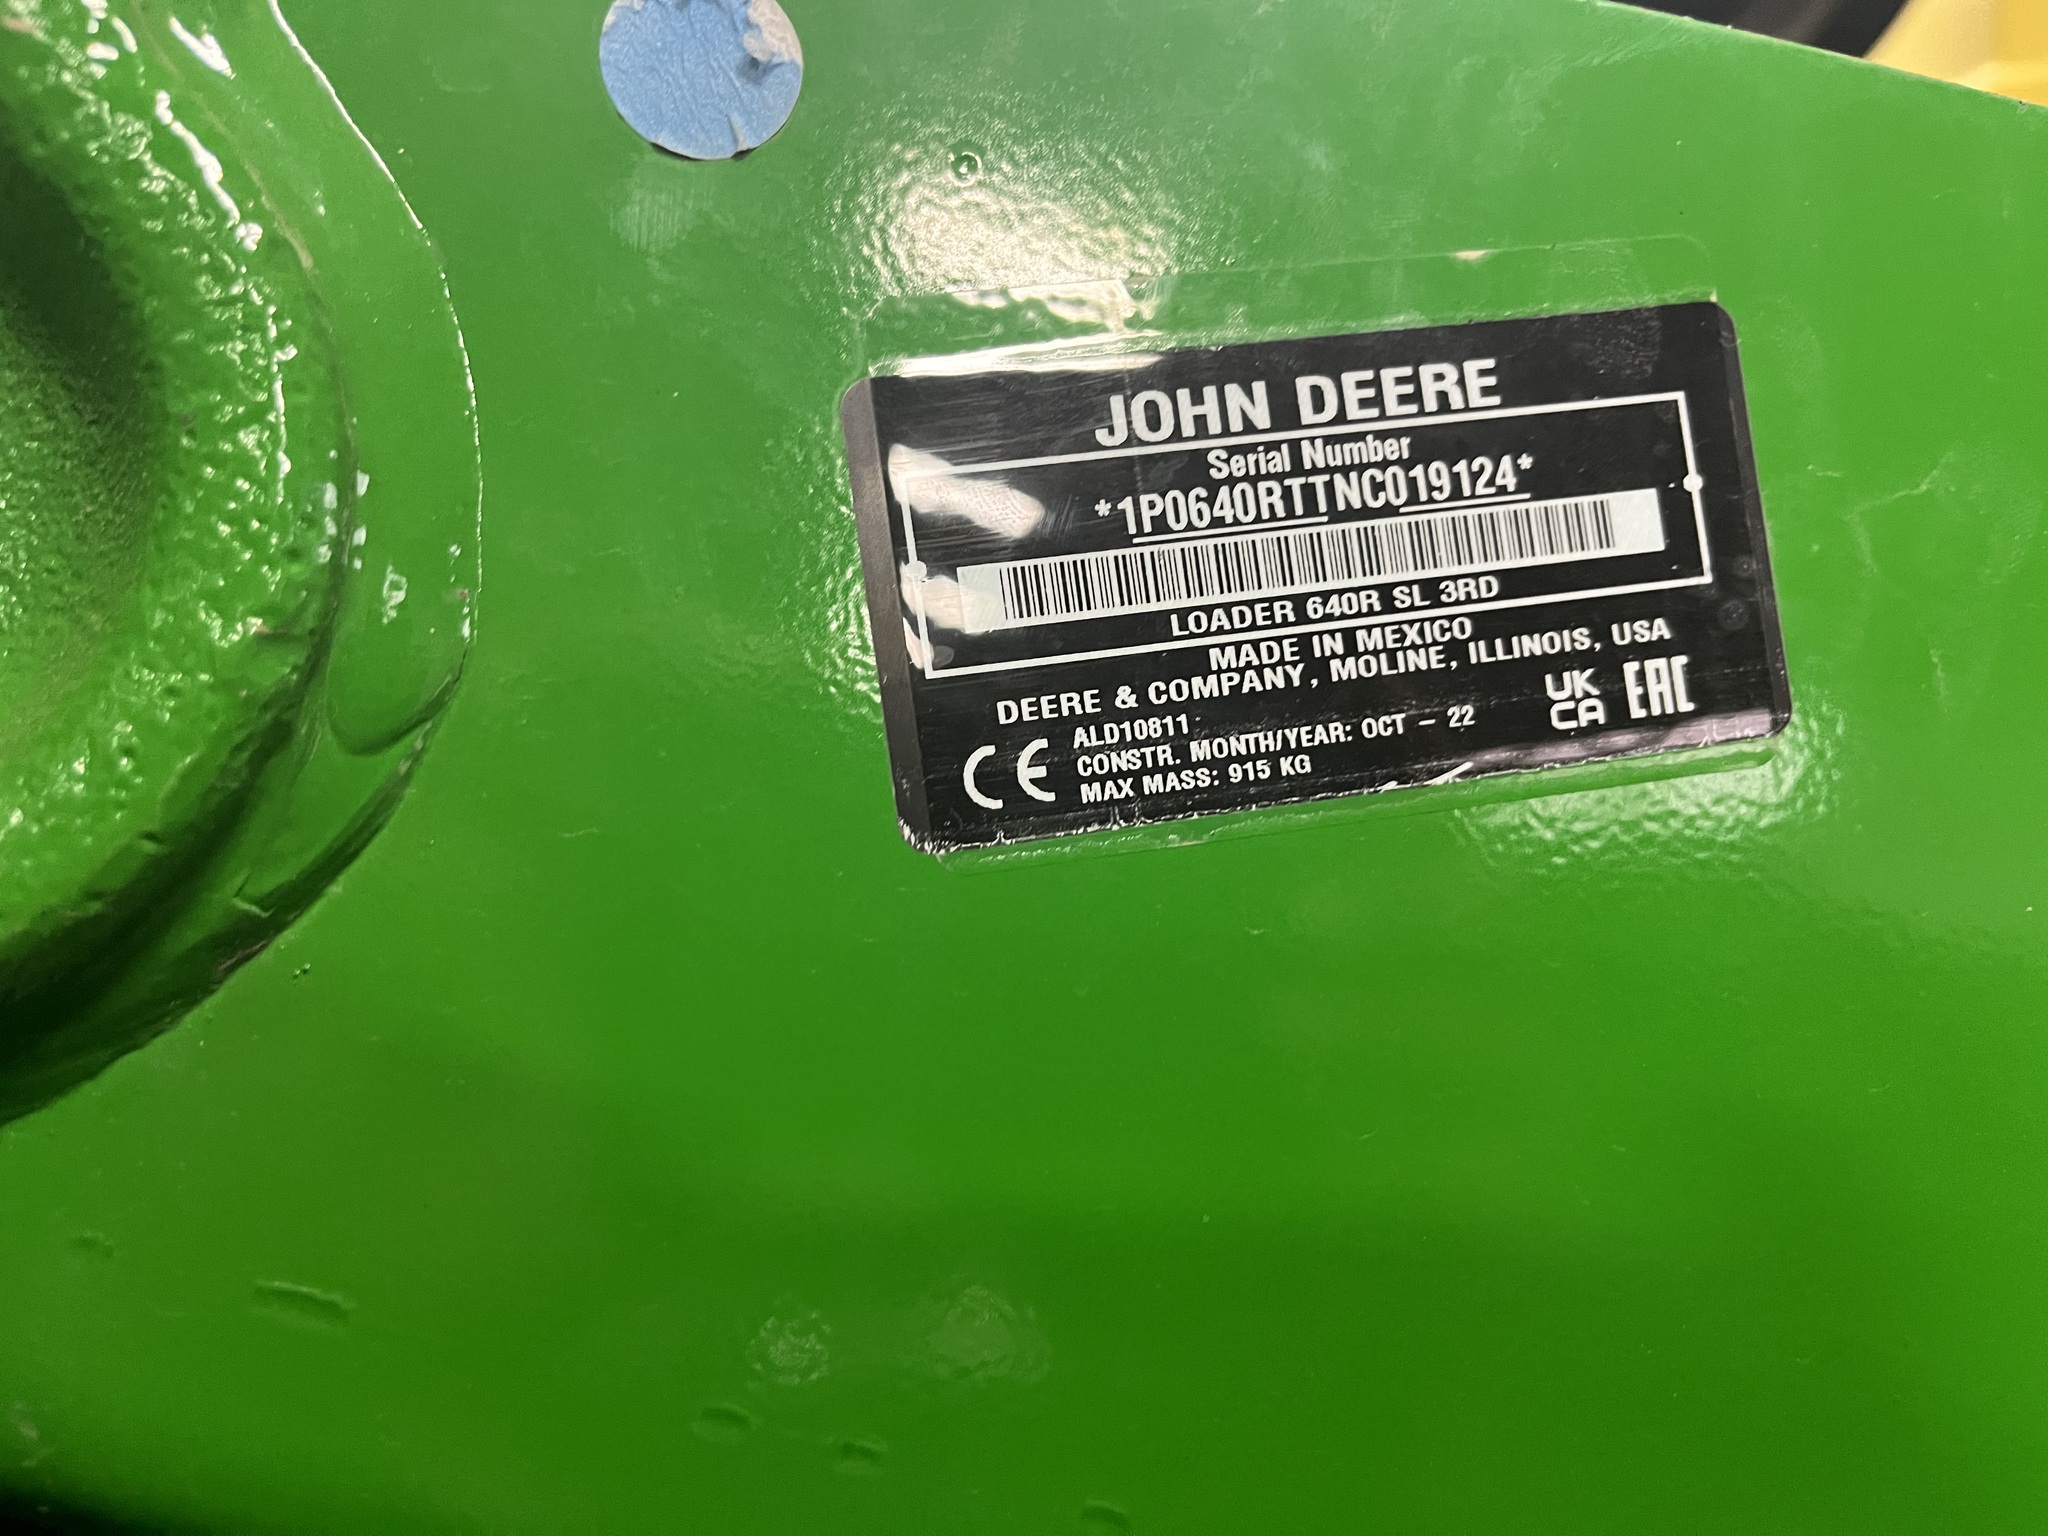 JOHN DEERE
Serial Number
*1P0640RTTNC019124*
LOADER 640R SL 3RD
MADE IN MEXICO
DEERE & COMPANY, MOLINE, ILLINOIS, USA
ALD10811
CONSTR. MONTH/YEAR: OCT - 22
MAX MASS: 915 KG
CE
UK
CA
EAC